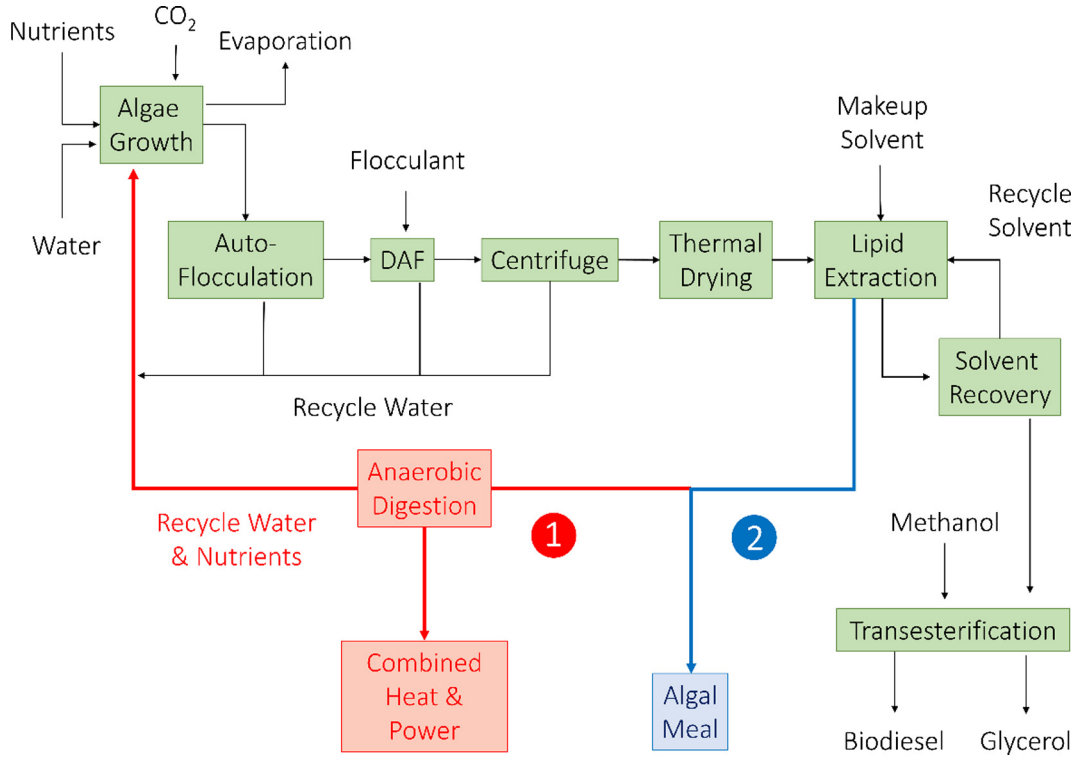 Nutrients
CO2
Evaporation
Algae
Growth
Water
Flocculant
Makeup
Solvent
Recycle
Solvent
Auto-
Flocculation
DAF
Centrifuge
Thermal
Drying
Lipid
Extraction
Solvent
Recovery
Recycle Water
Anaerobic
Digestion
Recycle Water
& Nutrients
1
2
Methanol
Transesterification
Combined
Heat &
Power
Algal
Meal
Biodiesel
Glycerol